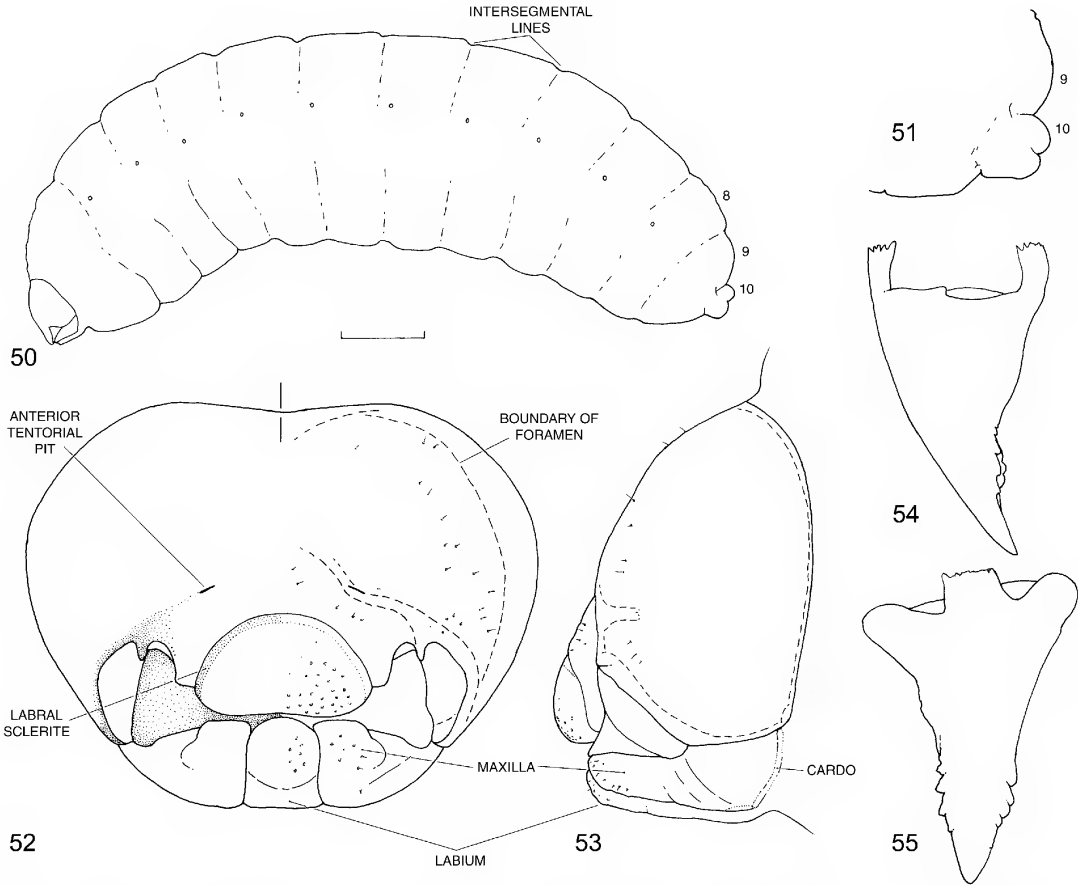 INTERSEGMENTAL
LINES
9
51
10
8
9
10
50
ANTERIOR
TENTORIAL
PIT
BOUNDARY OF
FORAMEN
54
LABRAL
SCLERITE
MAXILLA
CARDO
52
53
55
LABIUM